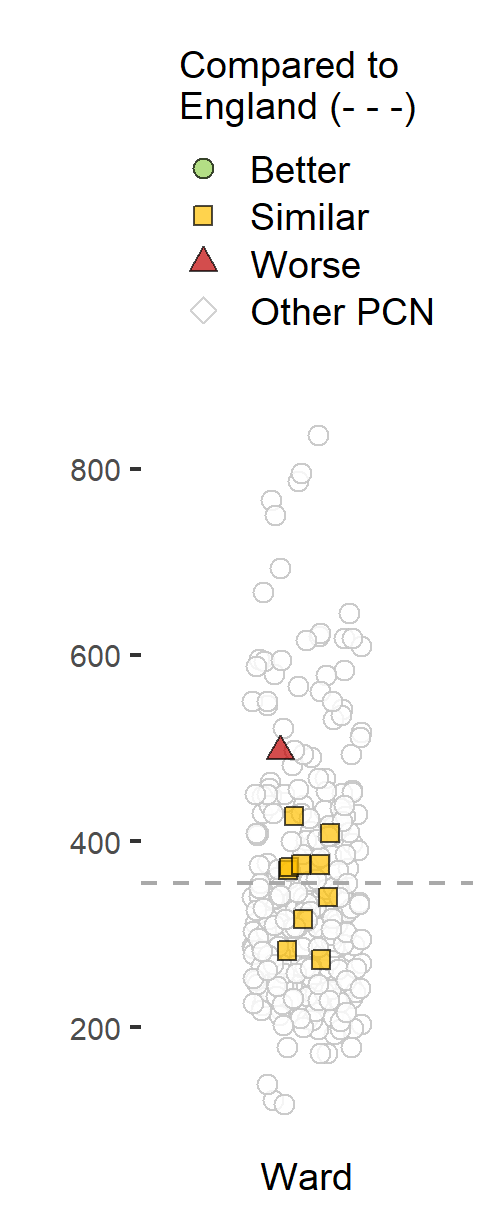 Compared to
England (- - -)
Better
Similar
Worse
Other PCN
800
600
400
200
Ward